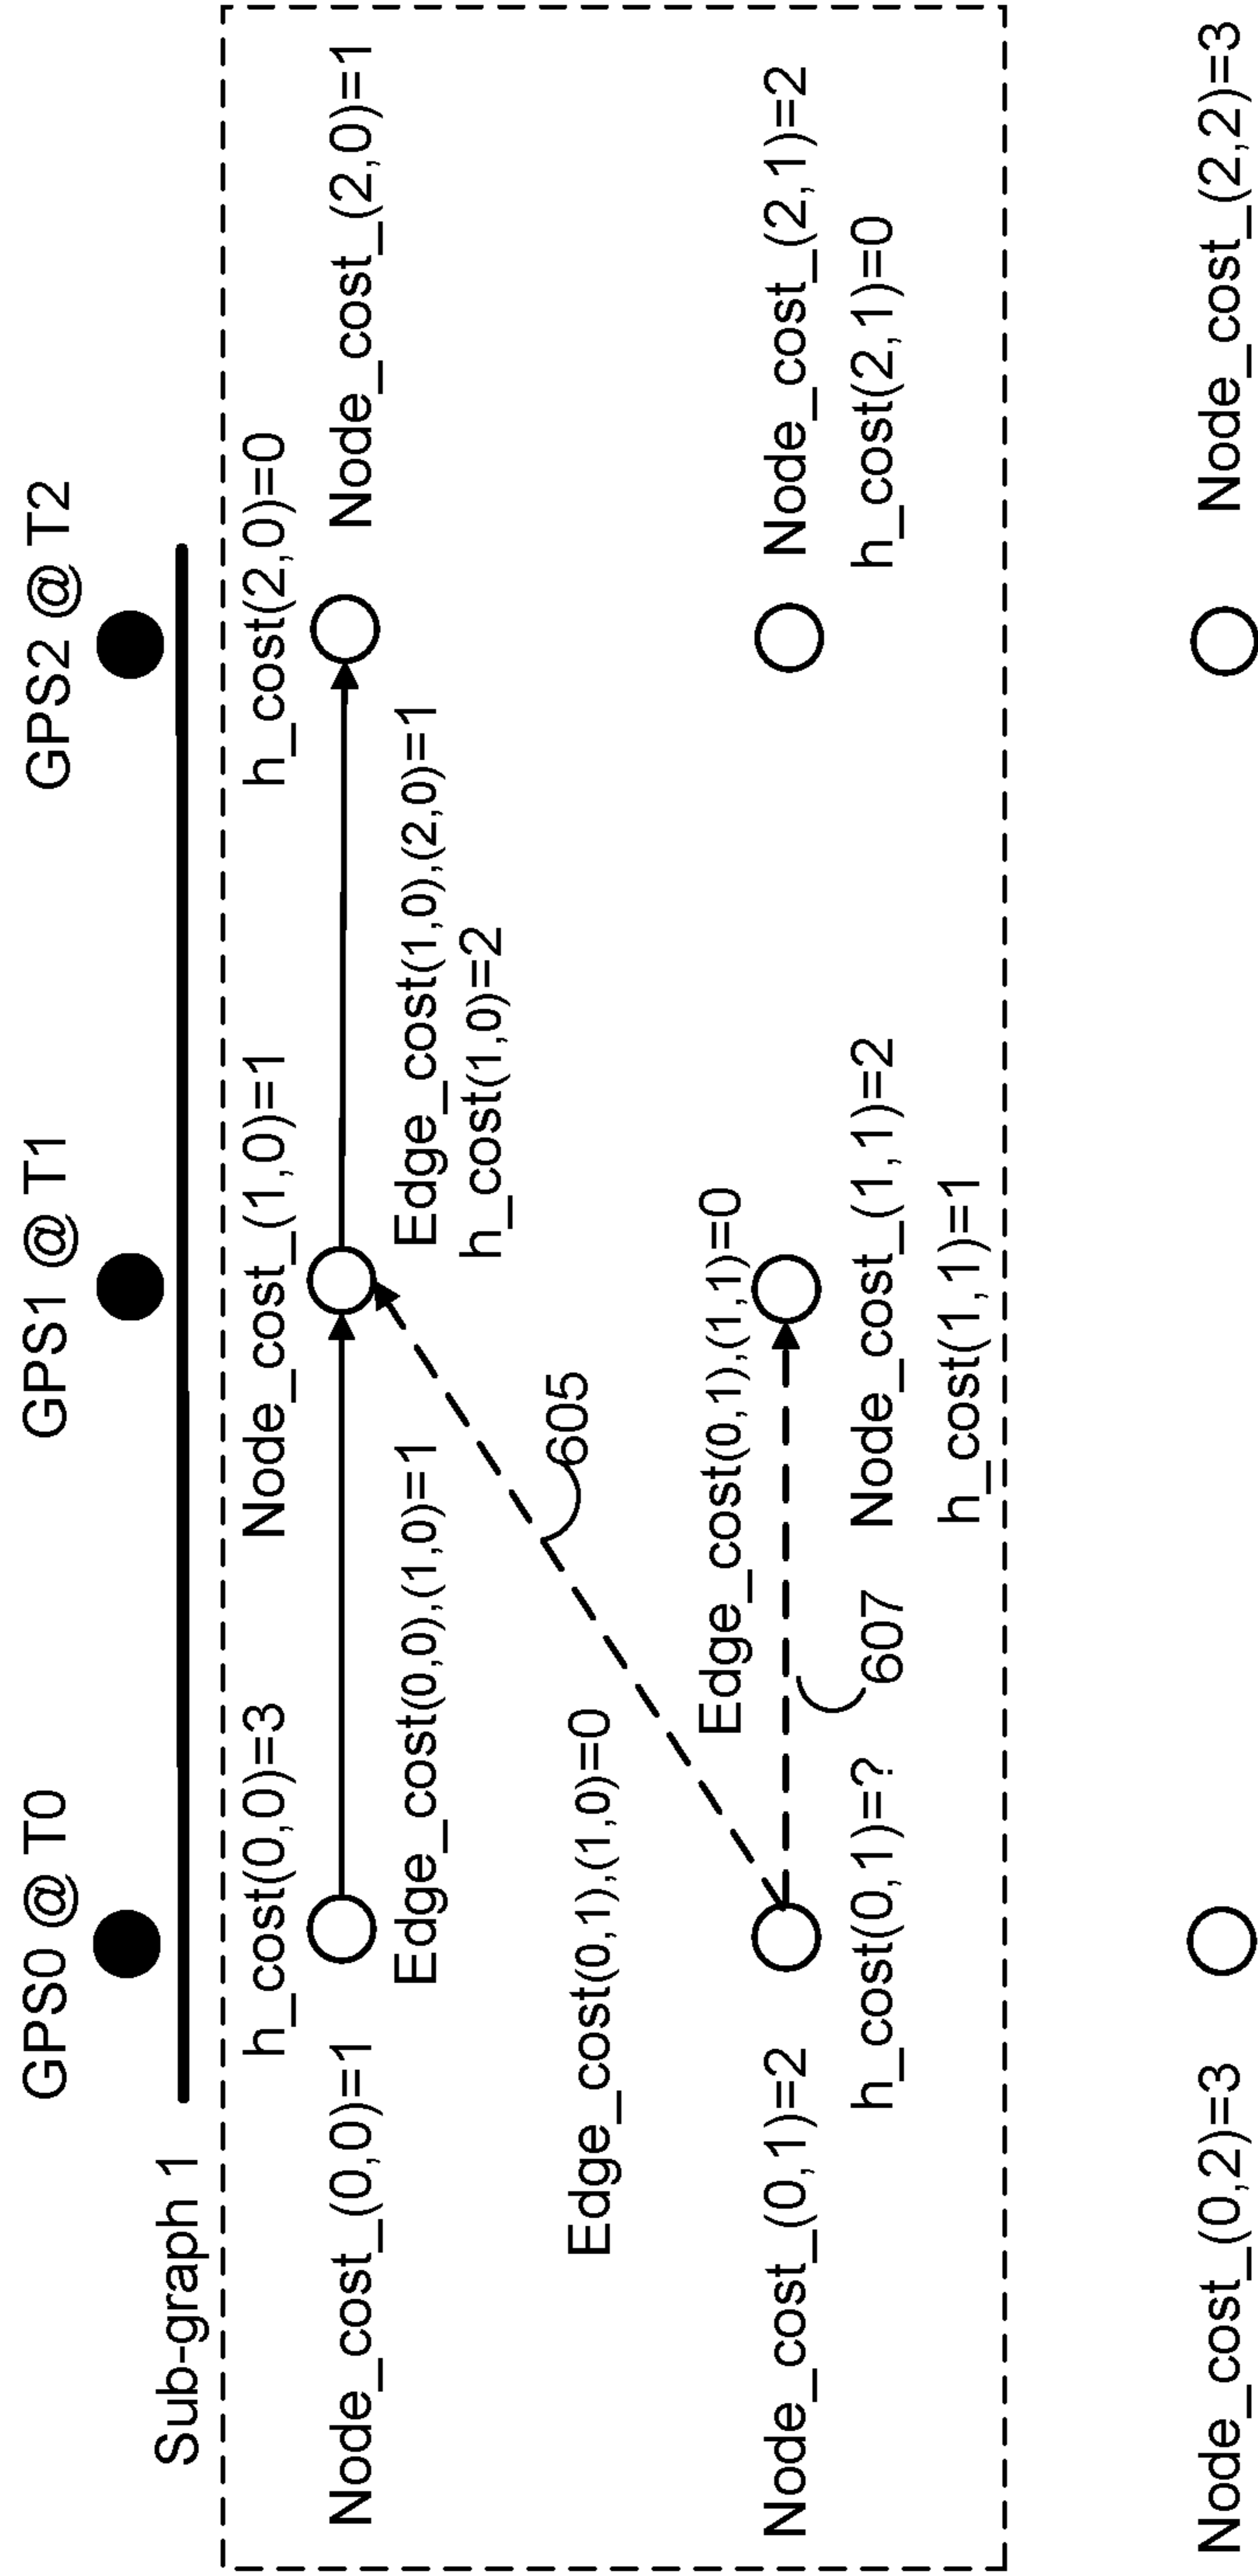 GPS0 @ T0
GPS1 @ T1
GPS2 @ T2
Sub-graph 1
h_cost(0,0)=3
Node_cost_(1,0)=1
h_cost(2,0)=0
Node_cost_(0,0)=1
Node_cost_(2,0)=1
Edge_cost(0,0),(1,0)=1
Edge_cost(1,0),(2,0)=1
h_cost(1,0)=2
605
Edge_cost(0,1),(1,0)=0
Edge_cost(0,1),(1,1)=0
Node_cost_(0,1)=2
Node_cost_(2,1)=2
h_cost(0,1)=?
607
Node_cost_(1,1)=2
h_cost(2,1)=0
h_cost(1,1)=1
Node_cost_(0,2)=3
Node_cost_(2,2)=3